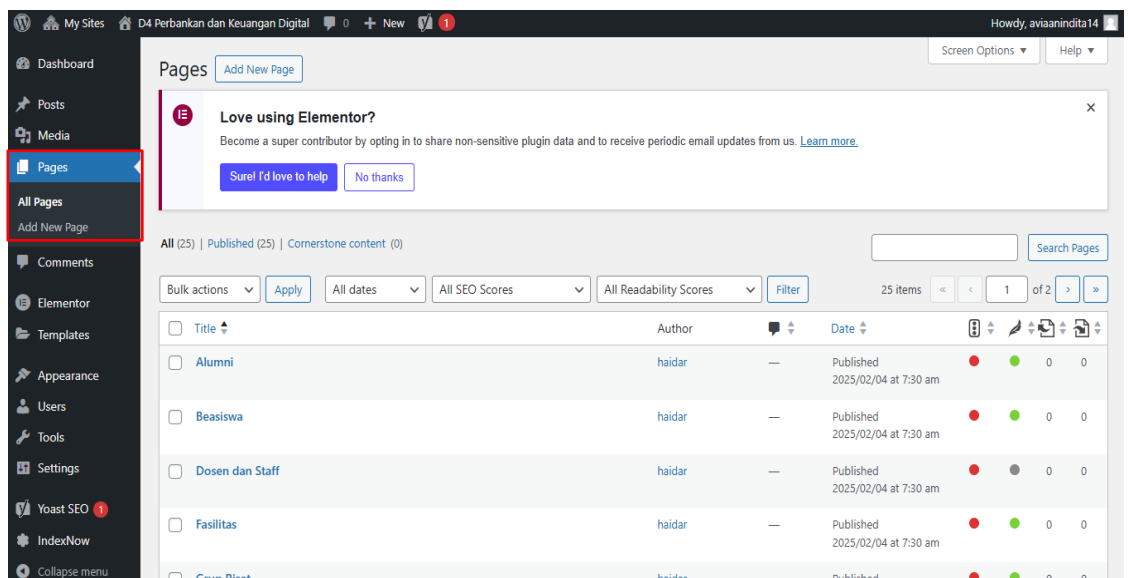 My Sites D4 Perbankan dan Keuangan Digital 0 New 1 Howdy, aviaanindita14
Dashboard
Posts
Media
Pages
All Pages
Add New Page
Comments
Elementor
Templates
Appearance
Users
Tools
Settings
Yoast SEO 1
IndexNow
Collapse menu
Screen Options Help
Pages Add New Page
Love using Elementor?
Become a super contributor by opting in to share non-sensitive plugin data and to receive periodic email updates from us. Learn more.
Sure! I'd love to help No thanks
All (25) | Published (25) | Cornerstone content (0)
Search Pages
Bulk actions Apply All dates All SEO Scores All Readability Scores Filter 25 items « ‹ 1 of 2 › »
Title Author Date
Alumni haidar — Published 0 0
2025/02/04 at 7:30 am
Beasiswa haidar — Published 0 0
2025/02/04 at 7:30 am
Dosen dan Staff haidar — Published 0 0
2025/02/04 at 7:30 am
Fasilitas haidar — Published 0 0
2025/02/04 at 7:30 am
Grup Riset haidar Published 0 0